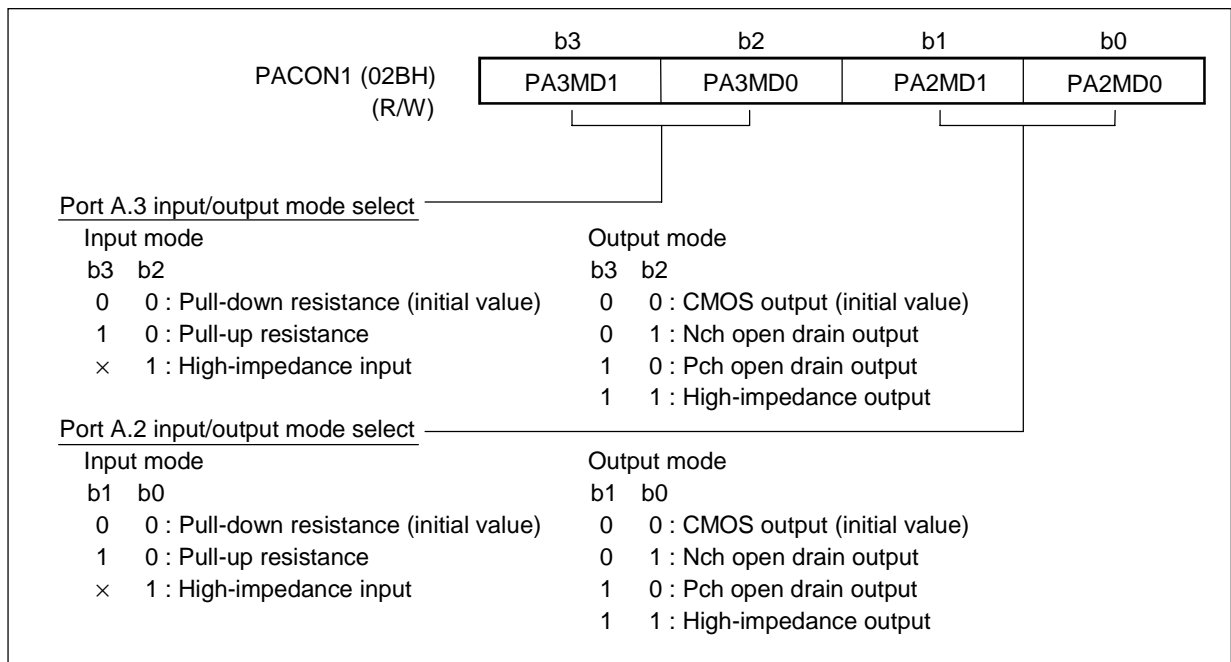 b3 b2 b1 b0
PACON1 (02BH) PA3MD1 PA3MD0 PA2MD1 PA2MD0
(R/W)
Port A.3 input/output mode select
Input mode Output mode
b3 b2 b3 b2
0 0 : Pull-down resistance (initial value) 0 0 : CMOS output (initial value)
1 0 : Pull-up resistance 0 1 : Nch open drain output
× 1 : High-impedance input 1 0 : Pch open drain output
1 1 : High-impedance output
Port A.2 input/output mode select
Input mode Output mode
b1 b0 b1 b0
0 0 : Pull-down resistance (initial value) 0 0 : CMOS output (initial value)
1 0 : Pull-up resistance 0 1 : Nch open drain output
× 1 : High-impedance input 1 0 : Pch open drain output
1 1 : High-impedance output